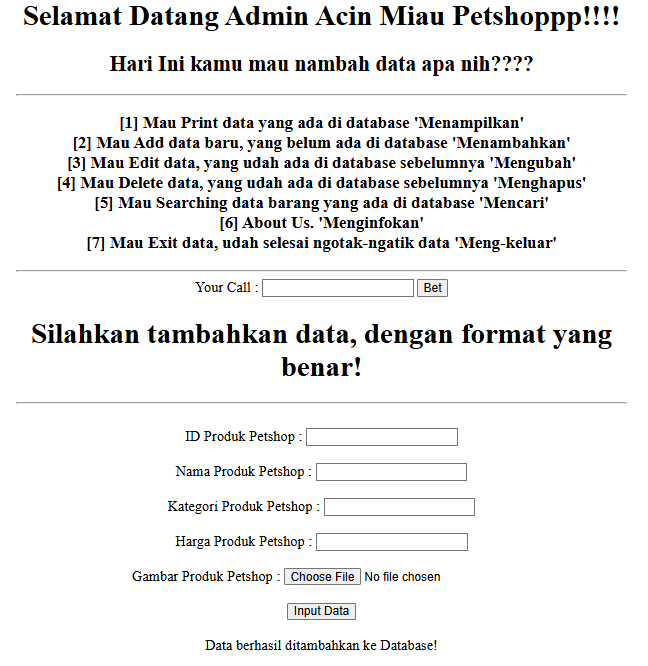 Selamat Datang Admin Acin Miau Petshoppp!!!!
Hari Ini kamu mau nambah data apa nih????
[1] Mau Print data yang ada di database 'Menampilkan'
[2] Mau Add data baru, yang belum ada di database 'Menambahkan'
[3] Mau Edit data, yang udah ada di database sebelumnya 'Mengubah'
[4] Mau Delete data, yang udah ada di database sebelumnya 'Menghapus'
[5] Mau Searching data barang yang ada di database 'Mencari'
[6] About Us. 'Menginfokan'
[7] Mau Exit data, udah selesai ngotak-ngatik data 'Meng-keluar'
Your Call : Bet
Silahkan tambahkan data, dengan format yang
benar!
ID Produk Petshop :
Nama Produk Petshop :
Kategori Produk Petshop :
Harga Produk Petshop :
Gambar Produk Petshop : Choose File No file chosen
Input Data
Data berhasil ditambahkan ke Database!